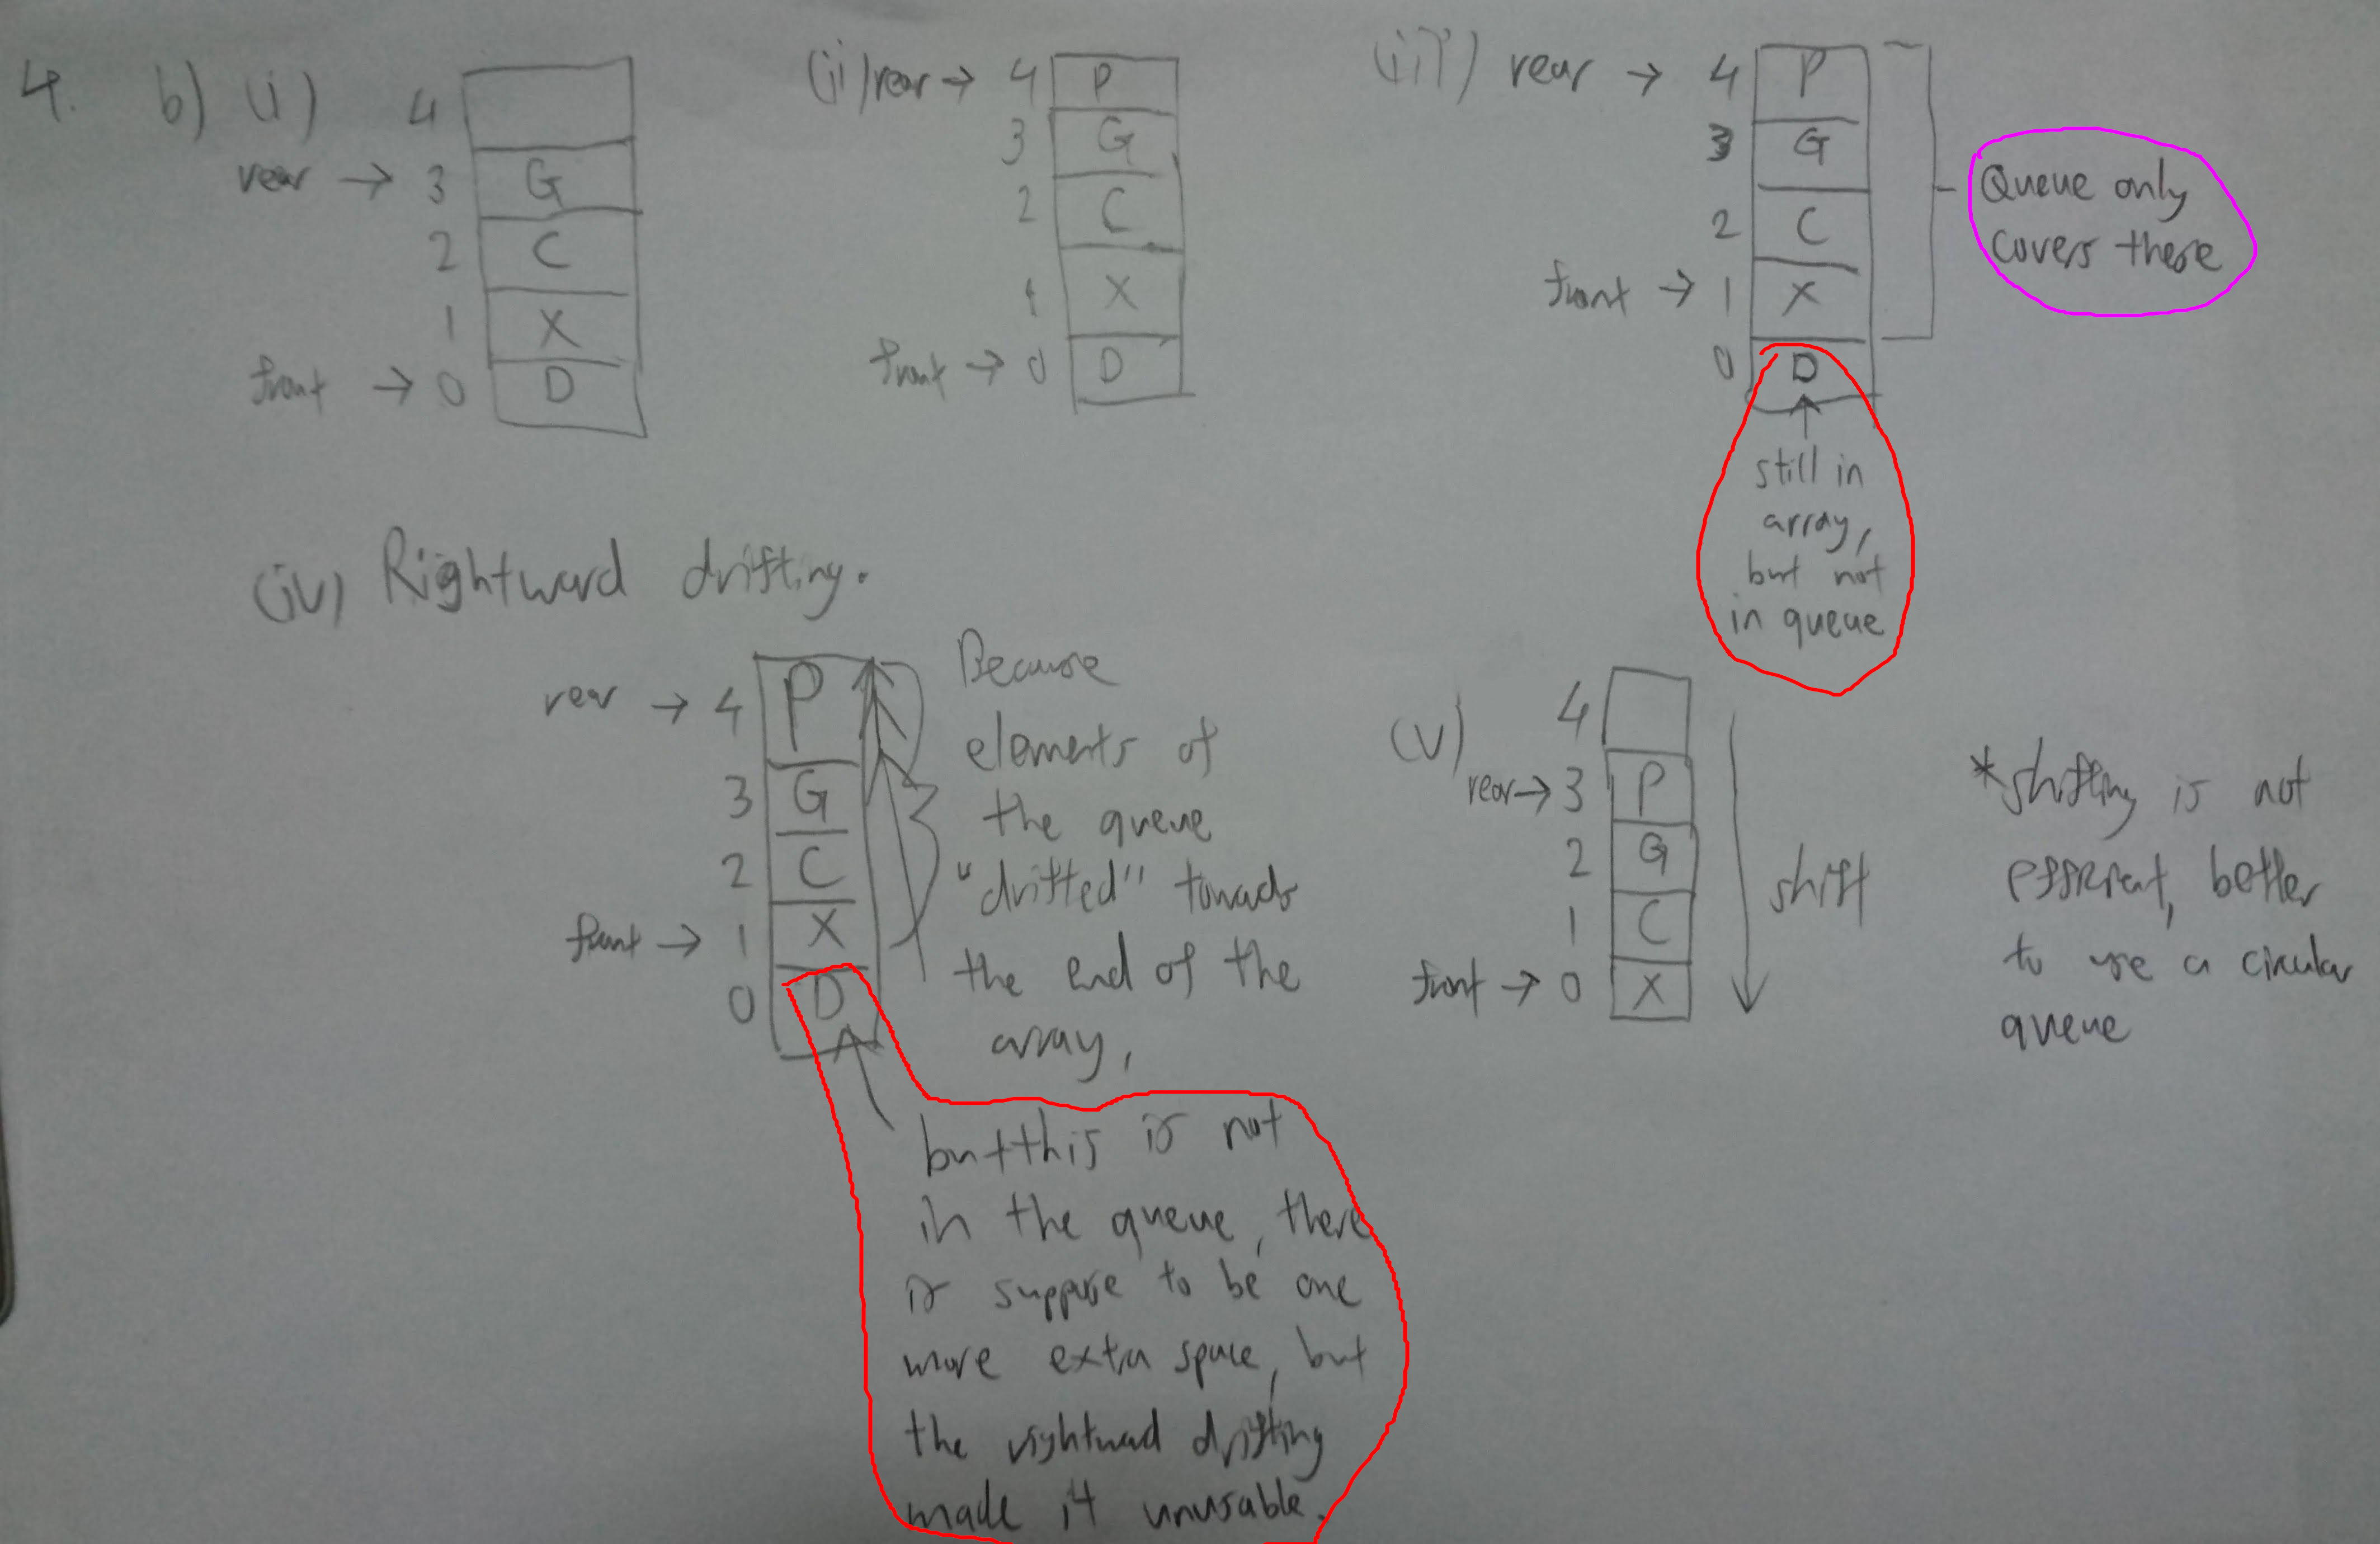 4. b) (i)
4
rear → 3 G
2 C
1 X
front → 0 D
(ii) rear → 4 P
3 G
2 C
1 X
front → 0 D
(iii) rear → 4 P
3 G
2 C
front → 1 X
0 D
Queue only
covers these
still in
array,
but not
in queue
(iv) Rightward drifting.
rear → 4 P
3 G
2 C
front → 1 X
0 D
Because
elements of
the queue
"drifted" towards
the end of the
array,
but this is not
in the queue, there
is suppose to be one
more extra space, but
the rightward drifting
made it unusable.
(v)
4
rear → 3 P
2 G
1 C
front → 0 X
shift
*shifting is not
efficient, better
to use a circular
queue